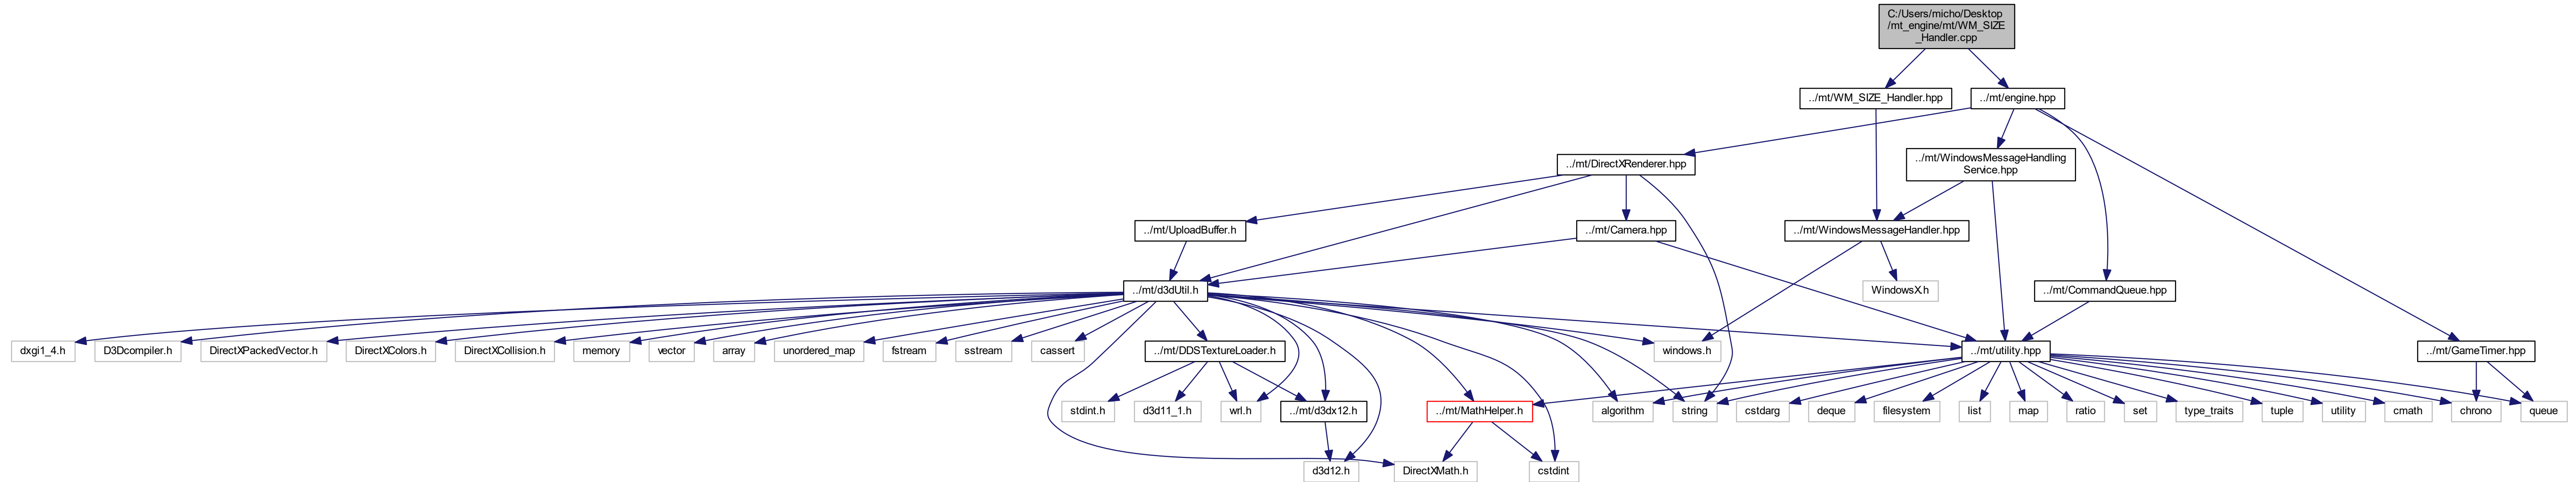 C:/Users/micho/Desktop
/mt_engine/mt/WM_SIZE
_Handler.cpp
../mt/WM_SIZE_Handler.hpp
../mt/engine.hpp
../mt/DirectXRenderer.hpp
../mt/WindowsMessageHandling
Service.hpp
../mt/UploadBuffer.h
../mt/Camera.hpp
../mt/WindowsMessageHandler.hpp
../mt/d3dUtil.h
WindowsX.h
../mt/CommandQueue.hpp
dxgi1_4.h
D3Dcompiler.h
DirectXPackedVector.h
DirectXColors.h
DirectXCollision.h
memory
vector
array
unordered_map
fstream
sstream
cassert
../mt/DDSTextureLoader.h
windows.h
../mt/utility.hpp
../mt/GameTimer.hpp
stdint.h
d3d11_1.h
wrl.h
../mt/d3dx12.h
../mt/MathHelper.h
algorithm
string
cstdarg
deque
filesystem
list
map
ratio
set
type_traits
tuple
utility
cmath
chrono
queue
d3d12.h
DirectXMath.h
cstdint